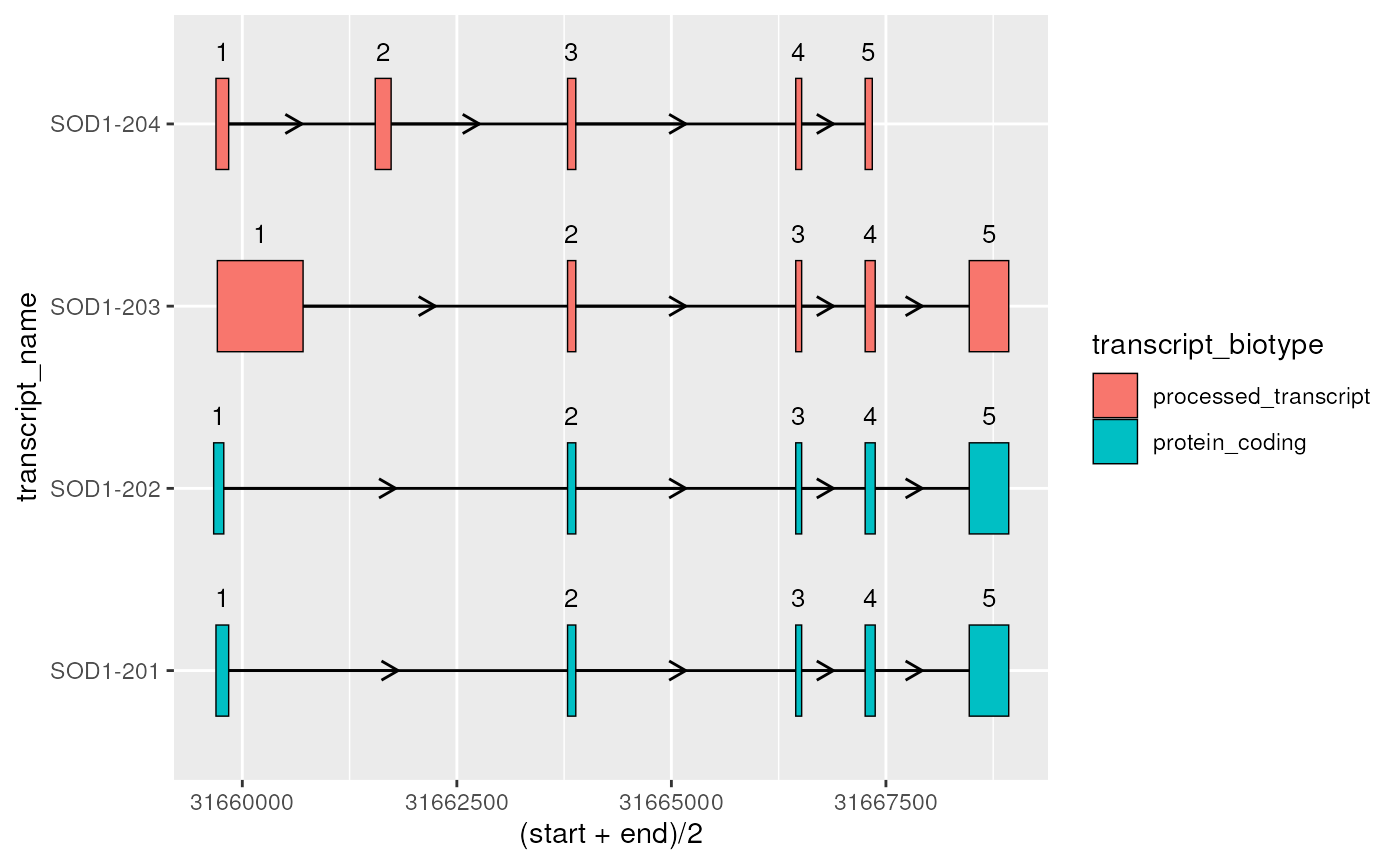 1 2 3 4 5
SOD1-204
1 2 3 4 5
SOD1-203
1 2 3 4 5
SOD1-202
1 2 3 4 5
SOD1-201
31660000 31662500 31665000 31667500
(start + end)/2
transcript_name
transcript_biotype
processed_transcript
protein_coding